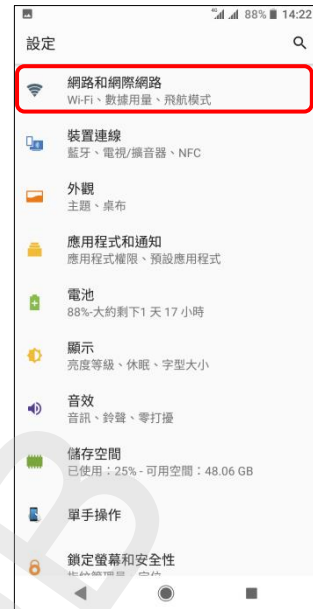 4G 88% 14:22
設定
網路和網際網路
Wi-Fi、數據用量、飛航模式
裝置連線
藍牙、電視/擴音器、NFC
外觀
主題、桌布
應用程式和通知
應用程式權限、預設應用程式
電池
88%-大約剩下1 天 17 小時
顯示
亮度等級、休眠、字型大小
音效
音訊、鈴聲、零打擾
儲存空間
已使用：25% - 可用空間：48.06 GB
單手操作
鎖定螢幕和安全性